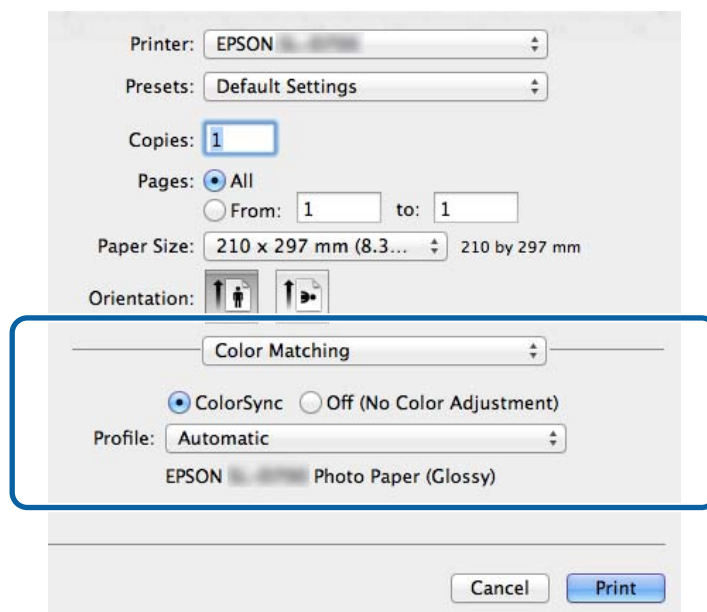 Printer: EPSON
Presets: Default Settings
Copies: 1
Pages: All
From: 1 to: 1
Paper Size: 210 x 297 mm (8.3... 210 by 297 mm
Orientation:
Color Matching
ColorSync Off (No Color Adjustment)
Profile: Automatic
EPSON Photo Paper (Glossy)
Cancel Print